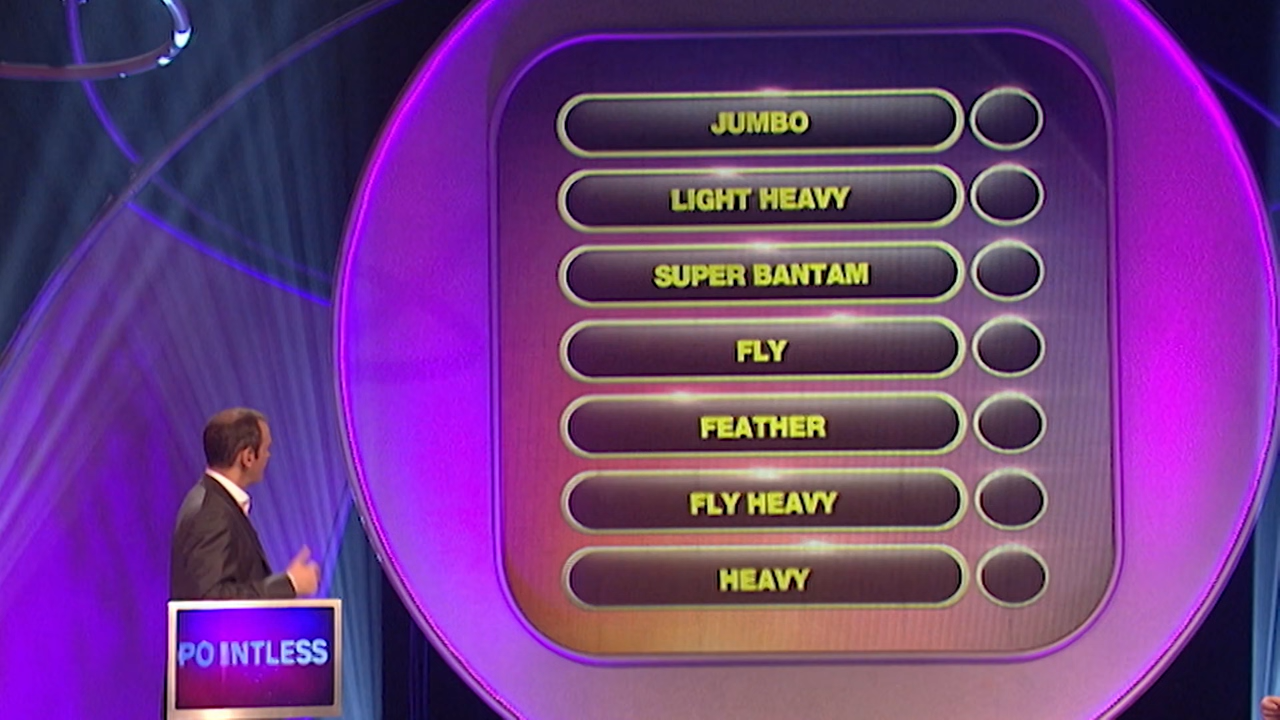 JUMBO
LIGHT HEAVY
SUPER BANTAM
FLY
FEATHER
FLY HEAVY
HEAVY
POINTLESS